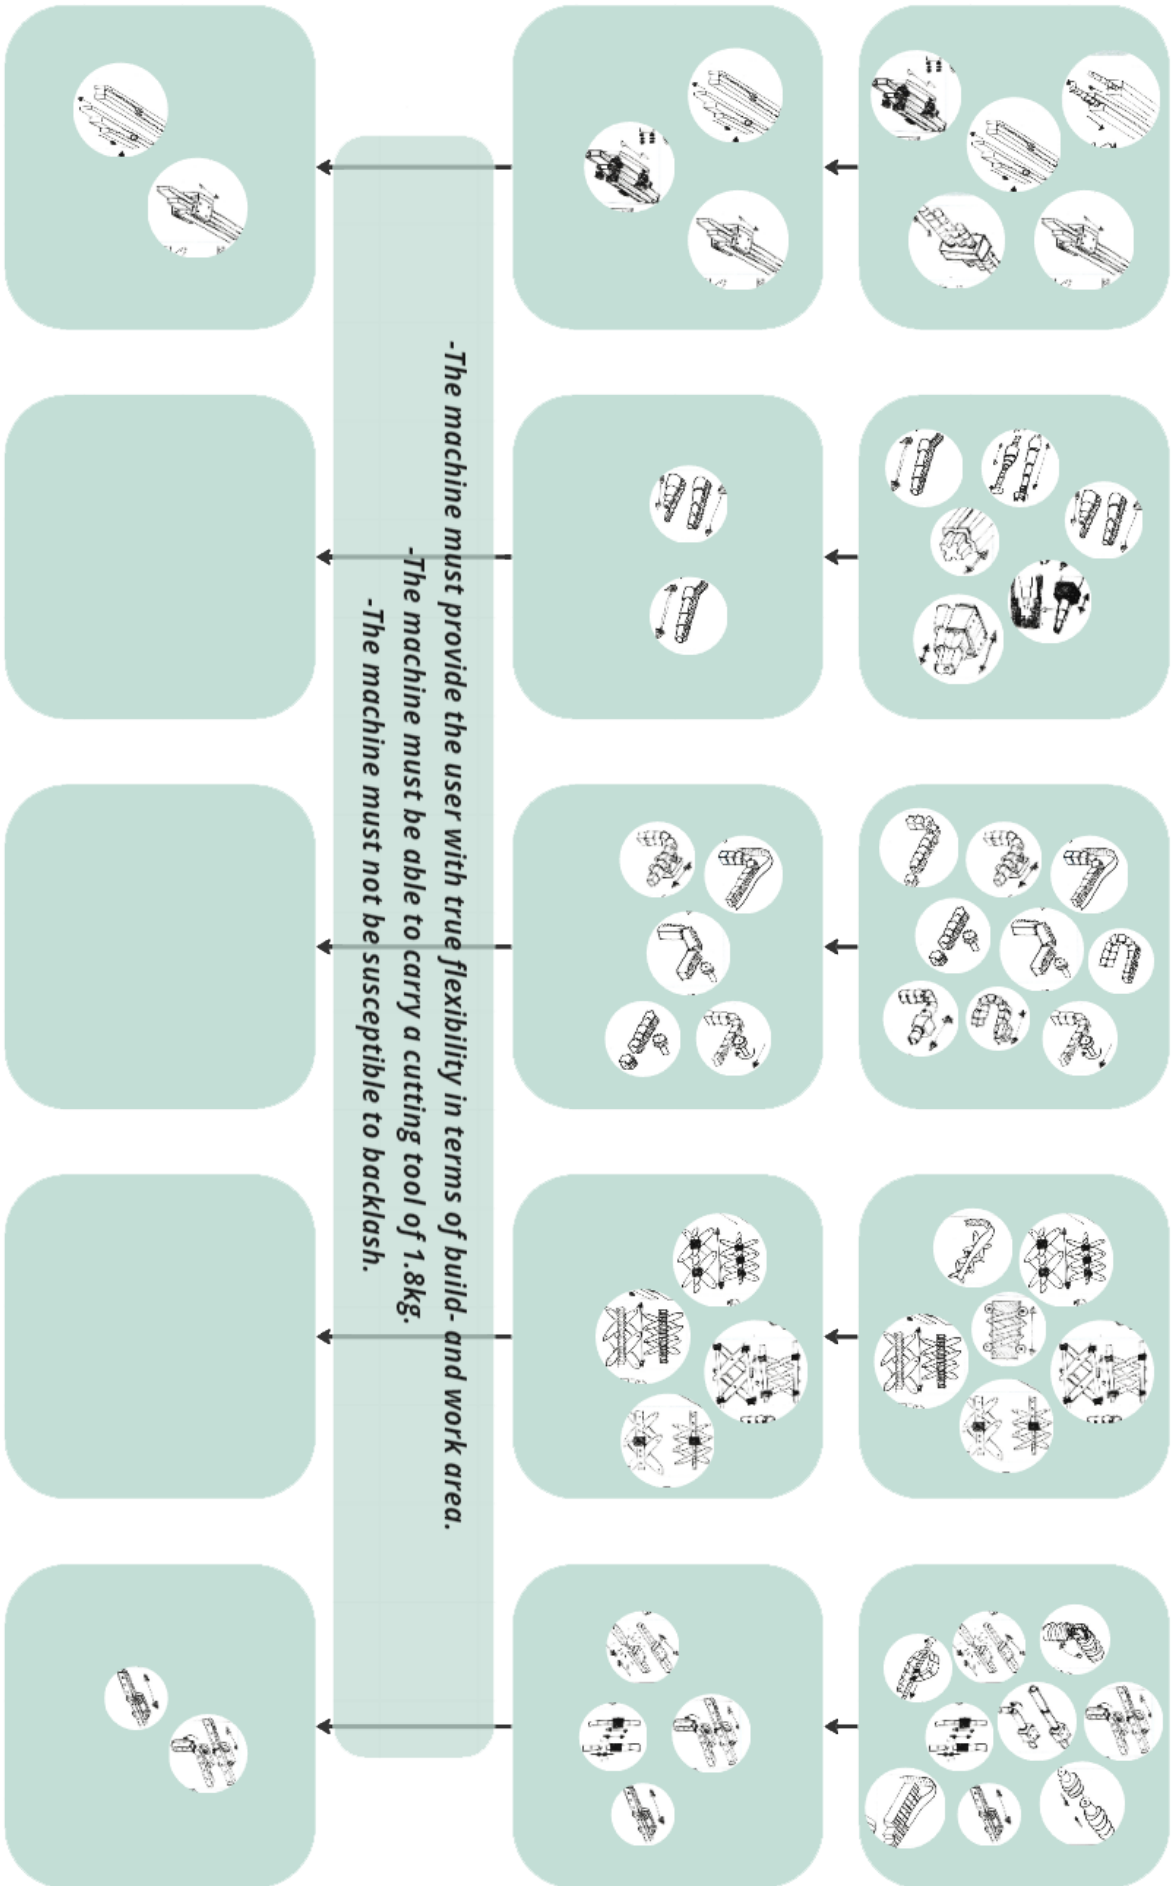 -The machine must provide the user with true flexibility in terms of build- and work area.
-The machine must be able to carry a cutting tool of 1.8kg.
-The machine must not be susceptible to backlash.